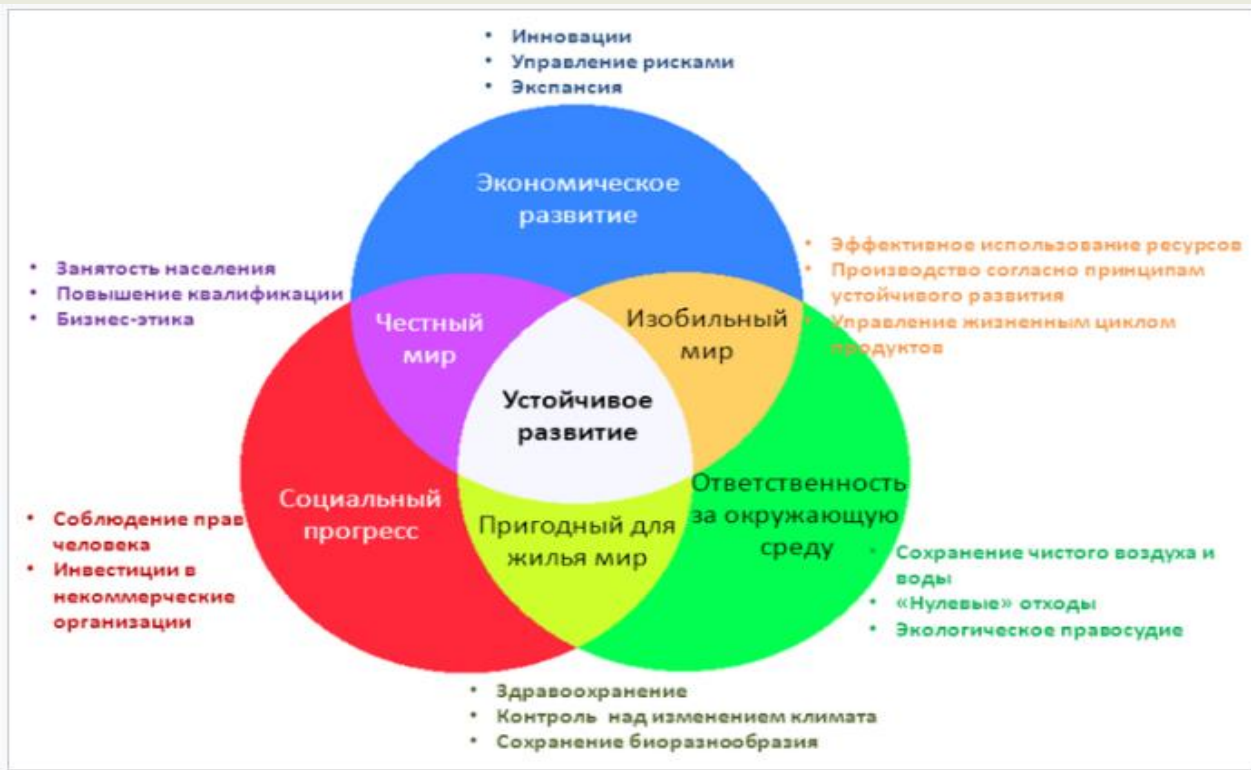 • Инновации
• Управление рисками
• Экспансия
Экономическое
развитие
• Занятость населения
• Повышение квалификации
• Бизнес-этика
• Эффективное использование ресурсов
• Производство согласно принципам
устойчивого развития
• Управление жизненным циклом
продуктов
Честный
мир
Изобильный
мир
Устойчивое
развитие
Социальный
прогресс
Пригодный для
жилья мир
Ответственность
за окружающую
среду
• Соблюдение прав
человека
• Инвестиции в
некоммерческие
организации
• Сохранение чистого воздуха и
воды
• «Нулевые» отходы
• Экологическое правосудие
• Здравоохранение
• Контроль над изменением климата
• Сохранение биоразнообразия